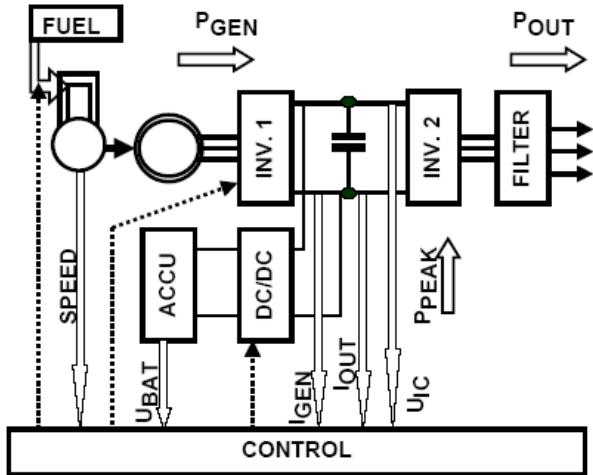 FUEL
PGEN
POUT
INV. 1
INV. 2
FILTER
SPEED
ACCU
DC/DC
PPEAK
UBAT
IGEN
IOUT
UIC
CONTROL